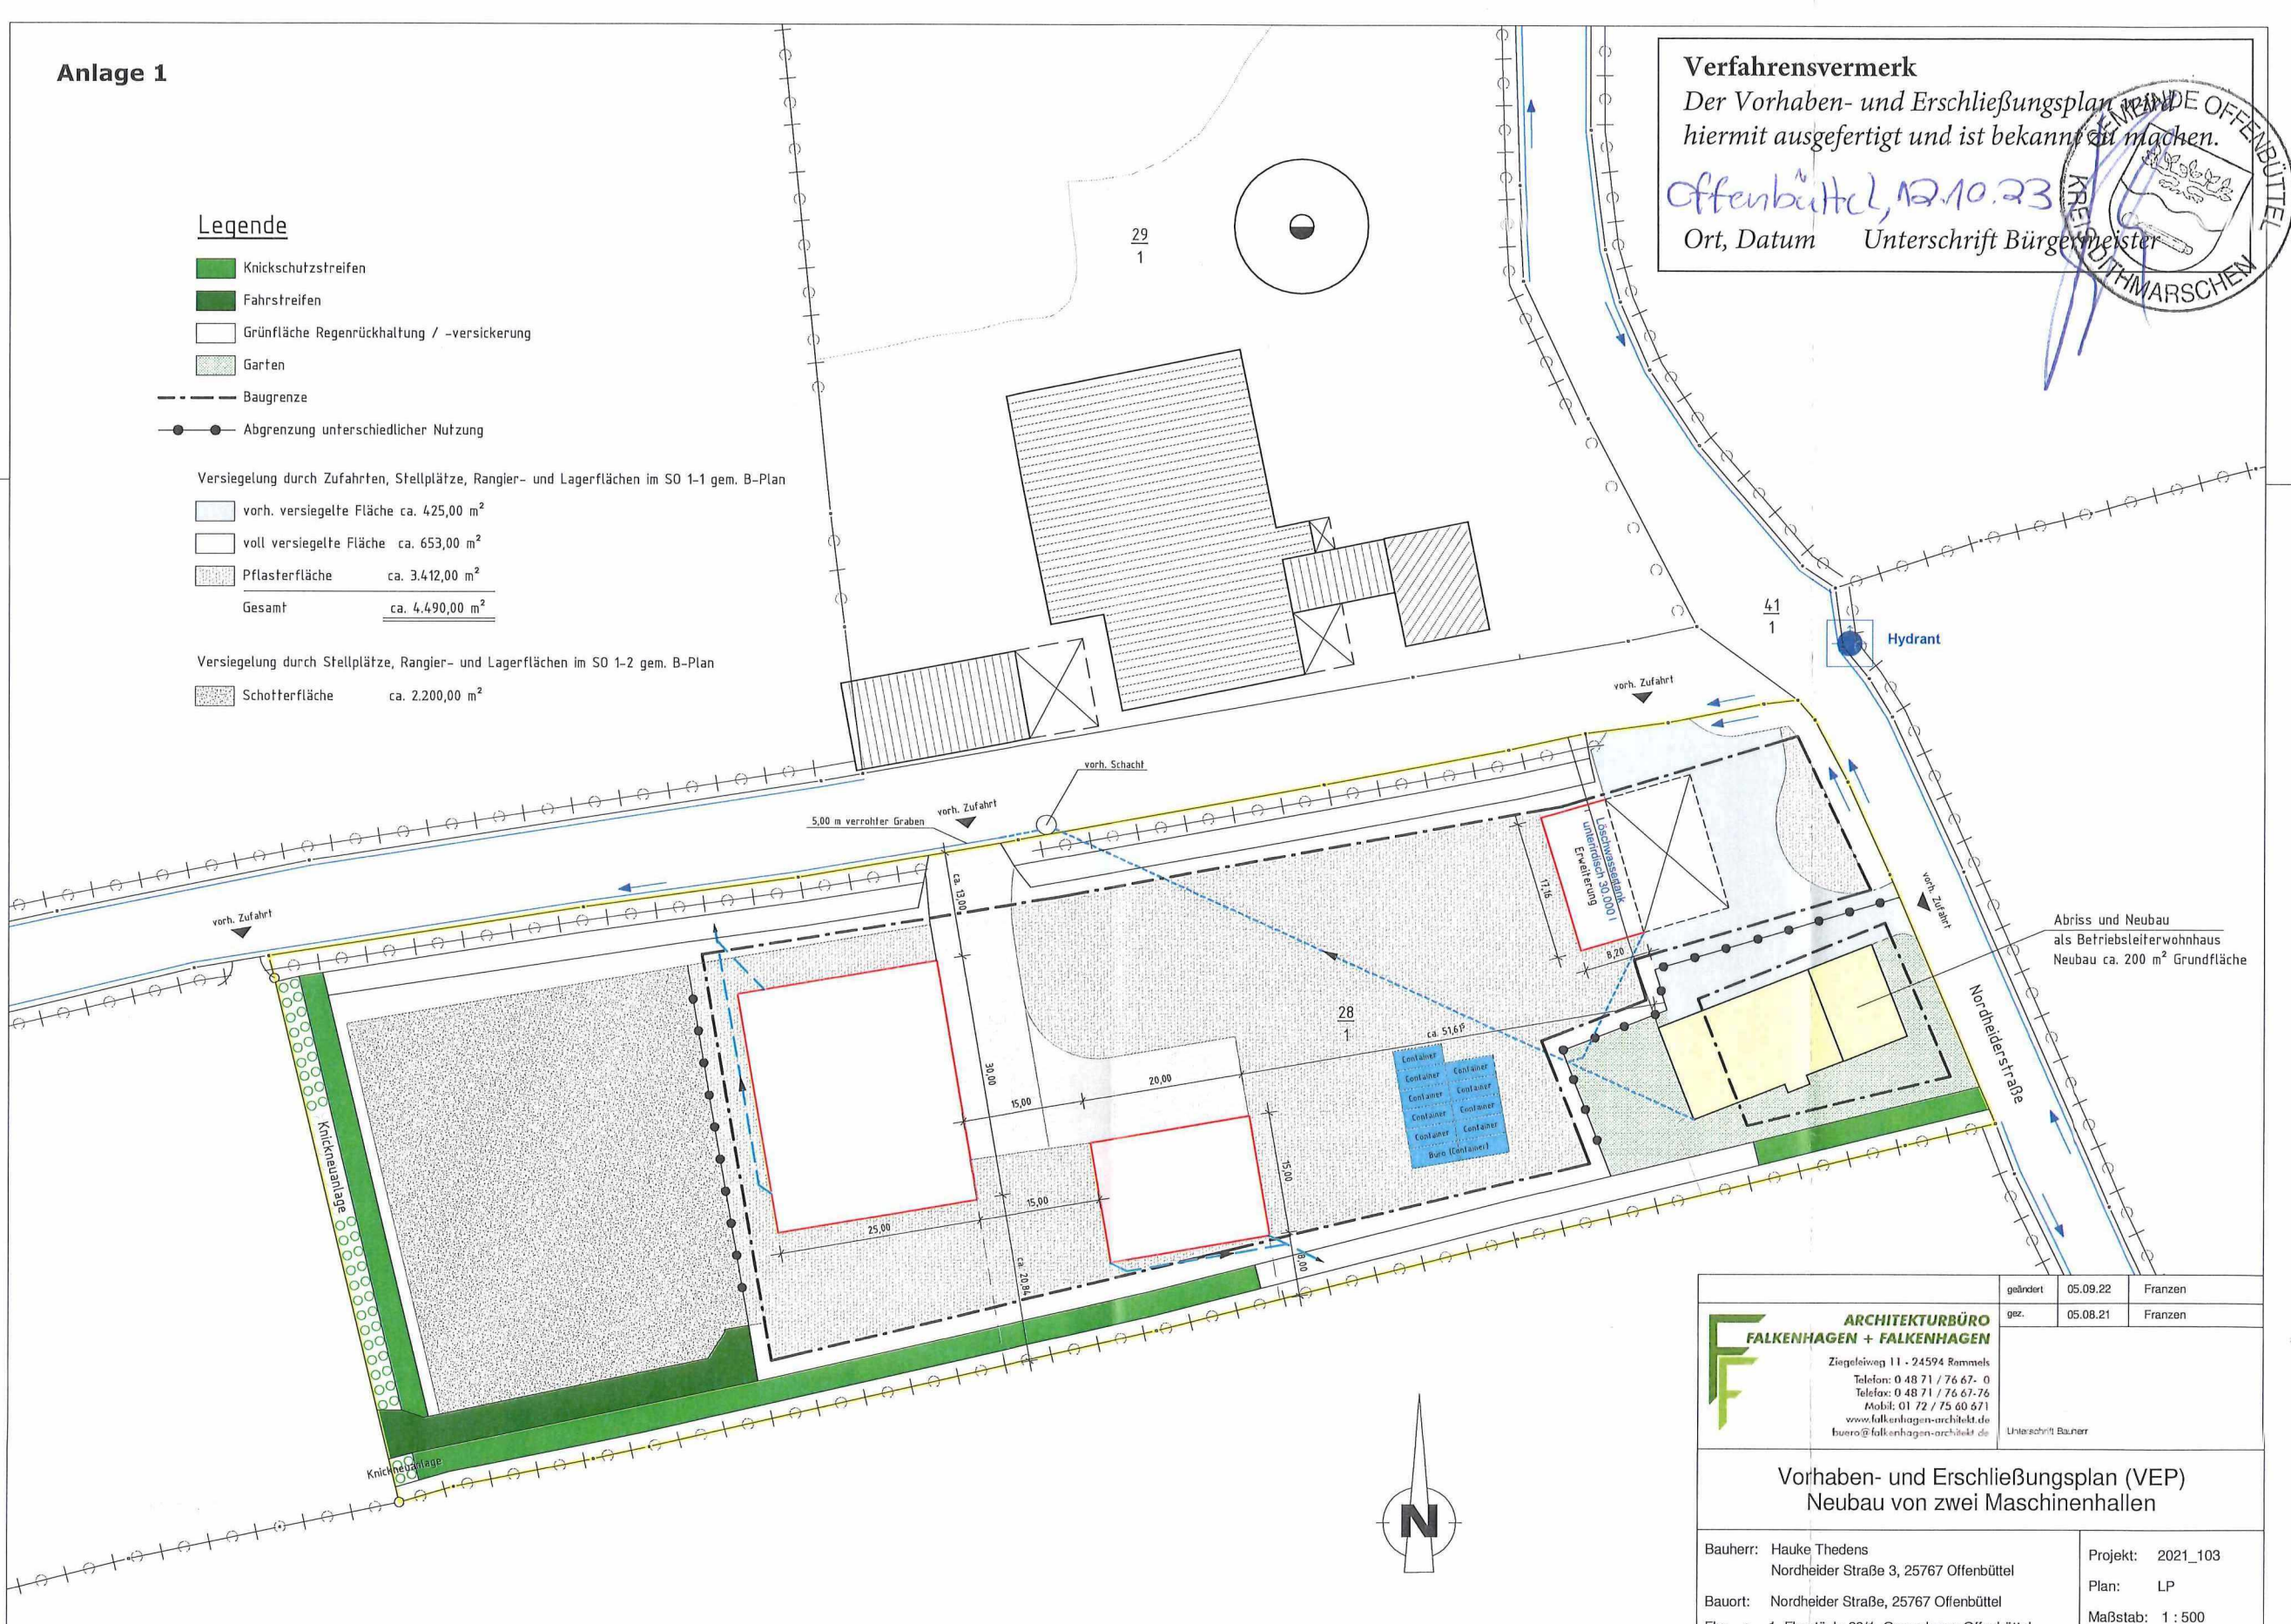 Anlage 1
Verfahrensvermerk
Der Vorhaben- und Erschließungsplan wird
hiermit ausgefertigt und ist bekannt zu machen.
Offenbüttel, 12.10.23
Ort, Datum Unterschrift Bürgermeister
GEMEINDE OFFENBÜTTEL
KREIS DITHMARSCHEN
Legende
Knickschutzstreifen
Fahrstreifen
Grünfläche Regenrückhaltung / -versickerung
Garten
Baugrenze
Abgrenzung unterschiedlicher Nutzung
Versiegelung durch Zufahrten, Stellplätze, Rangier- und Lagerflächen im SO 1-1 gem. B-Plan
vorh. versiegelte Fläche ca. 425,00 m²
voll versiegelte Fläche ca. 653,00 m²
Pflasterfläche ca. 3.412,00 m²
Gesamt ca. 4.490,00 m²
Versiegelung durch Stellplätze, Rangier- und Lagerflächen im SO 1-2 gem. B-Plan
Schotterfläche ca. 2.200,00 m²
29
1
41
1
Hydrant
vorh. Zufahrt
vorh. Schacht
vorh. Zufahrt
5,00 m verrohter Graben
vorh. Zufahrt
ca. 13,00
Löschwassertank
unterirdisch 30.000 l
Erweiterung
17,16
8,20
vorh. Zufahrt
Abriss und Neubau
als Betriebsleiterwohnhaus
Neubau ca. 200 m² Grundfläche
Nordheiderstraße
28
1
ca. 51,61⁵
30,00
15,00
20,00
Container
Container
Container
Container
Container
Container
Container
Container
Container
Büro (Container)
Knickneuanlage
25,00
15,00
15,00
ca. 20,84
8,00
Knickneuanlage
N
geändert 05.09.22 Franzen
gez. 05.08.21 Franzen
ARCHITEKTURBÜRO
FALKENHAGEN + FALKENHAGEN
Ziegeleiweg 11 - 24594 Remmels
Telefon: 0 48 71 / 76 67- 0
Telefax: 0 48 71 / 76 67-76
Mobil: 01 72 / 75 60 671
www.falkenhagen-architekt.de
buero@falkenhagen-architekt.de
Unterschrift Bauherr
Vorhaben- und Erschließungsplan (VEP)
Neubau von zwei Maschinenhallen
Bauherr: Hauke Thedens
Nordheider Straße 3, 25767 Offenbüttel
Bauort: Nordheider Straße, 25767 Offenbüttel
Projekt: 2021_103
Plan: LP
Maßstab: 1 : 500